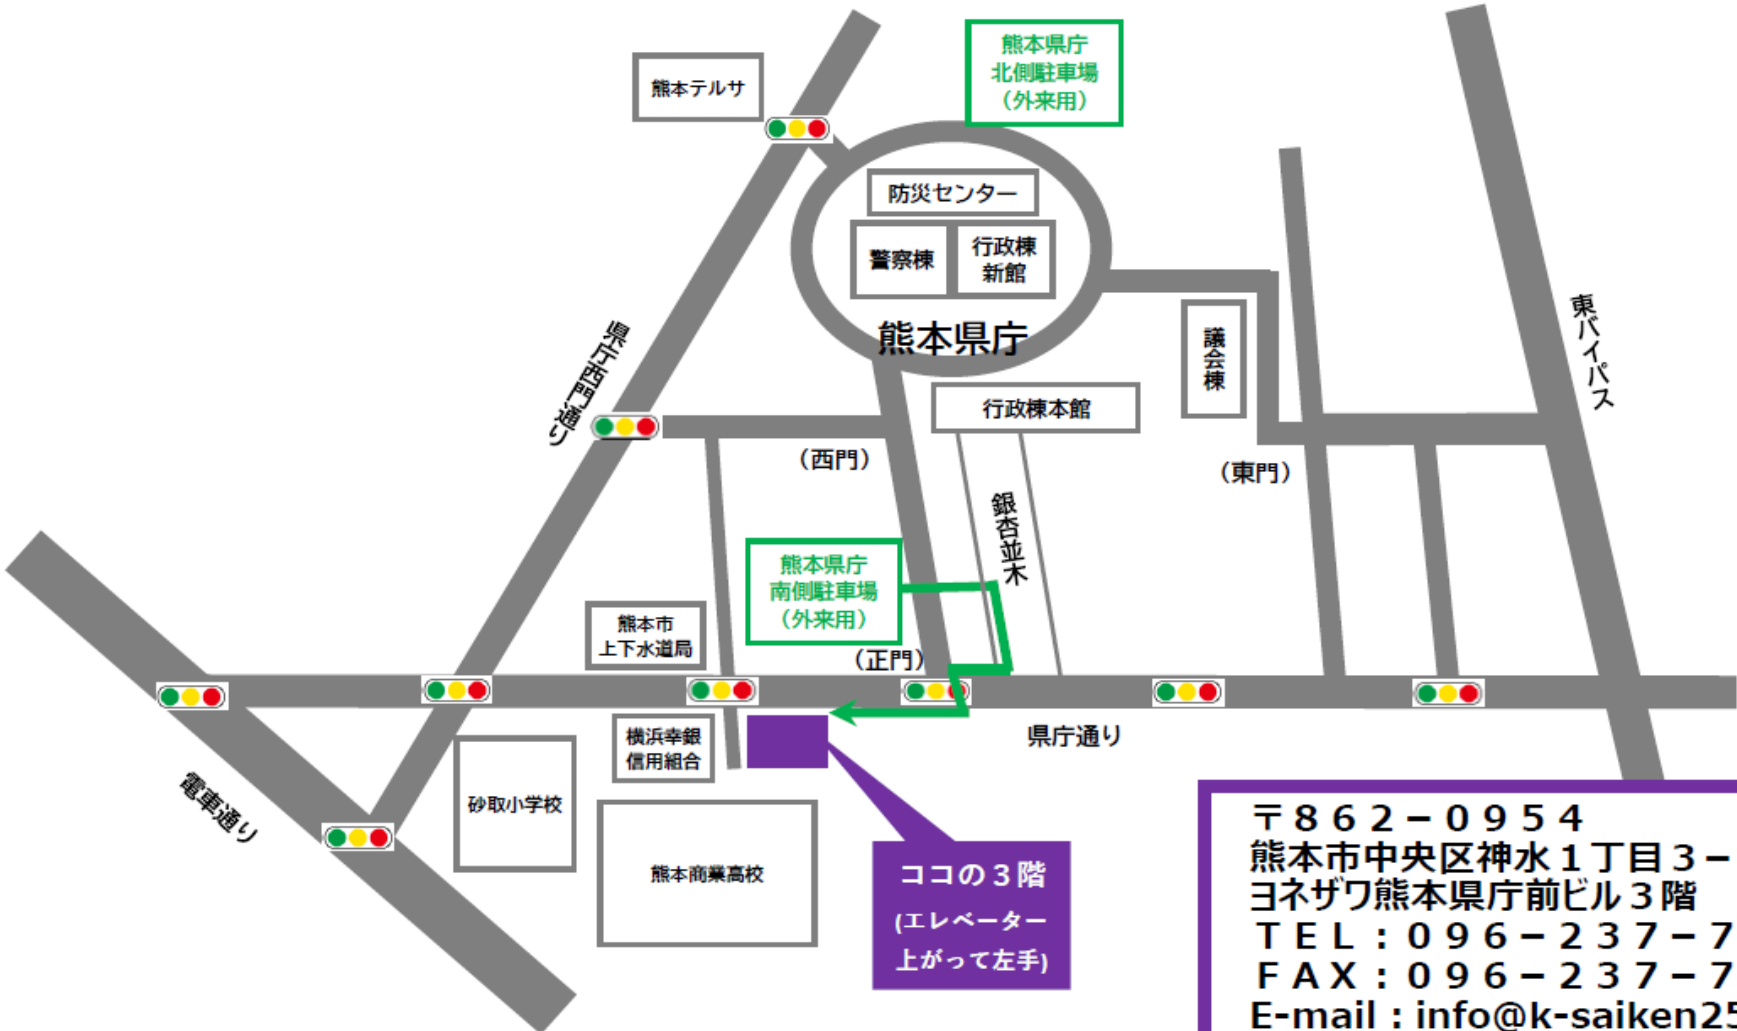 熊本県庁
北側駐車場
（外来用）
熊本テルサ
防災センター
警察棟
行政棟
新館
熊本県庁
議会棟
東バイパス
県庁西門通り
行政棟本館
（西門）
（東門）
銀杏並木
熊本県庁
南側駐車場
（外来用）
熊本市
上下水道局
（正門）
県庁通り
横浜幸銀
信用組合
電車通り
砂取小学校
熊本商業高校
ココの３階
(エレベーター
上がって左手)
〒８６２－０９５４
熊本市中央区神水１丁目３－
ヨネザワ熊本県庁前ビル３階
ＴＥＬ：０９６－２３７－７
ＦＡＸ：０９６－２３７－７
E-mail：info@k-saiken25